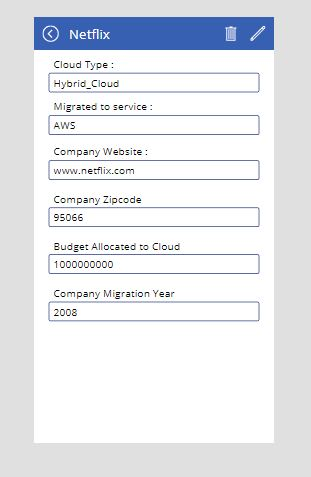 Netflix
Cloud Type :
Hybrid_Cloud
Migrated to service :
AWS
Company Website :
www.netflix.com
Company Zipcode
95066
Budget Allocated to Cloud
1000000000
Company Migration Year
2008